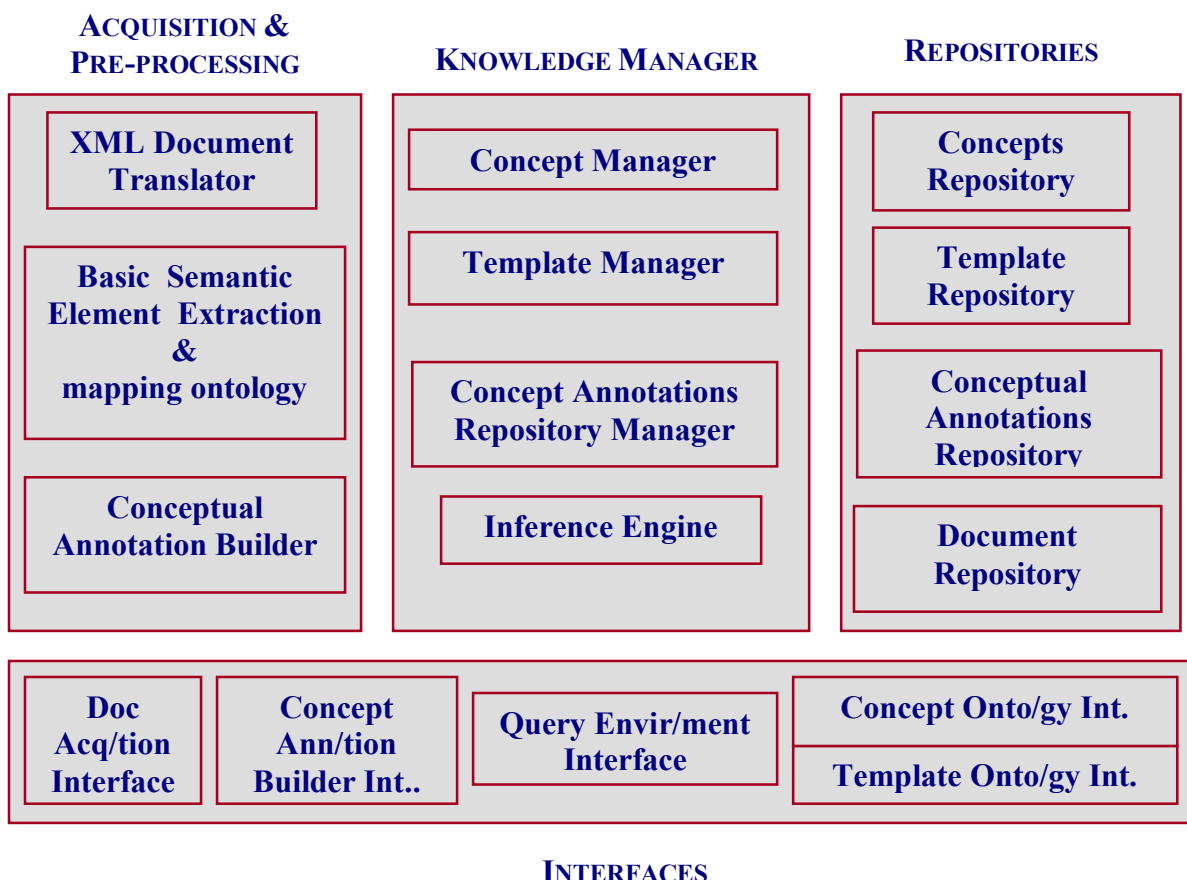 ACQUISITION &
PRE-PROCESSING
KNOWLEDGE MANAGER
REPOSITORIES
XML Document
Translator
Basic Semantic
Element Extraction
&
mapping ontology
Conceptual
Annotation Builder
Concept Manager
Template Manager
Concept Annotations
Repository Manager
Inference Engine
Concepts
Repository
Template
Repository
Conceptual
Annotations
Repository
Document
Repository
Doc
Acq/tion
Interface
Concept
Ann/tion
Builder Int..
Query Envir/ment
Interface
Concept Onto/gy Int.
Template Onto/gy Int.
INTERFACES